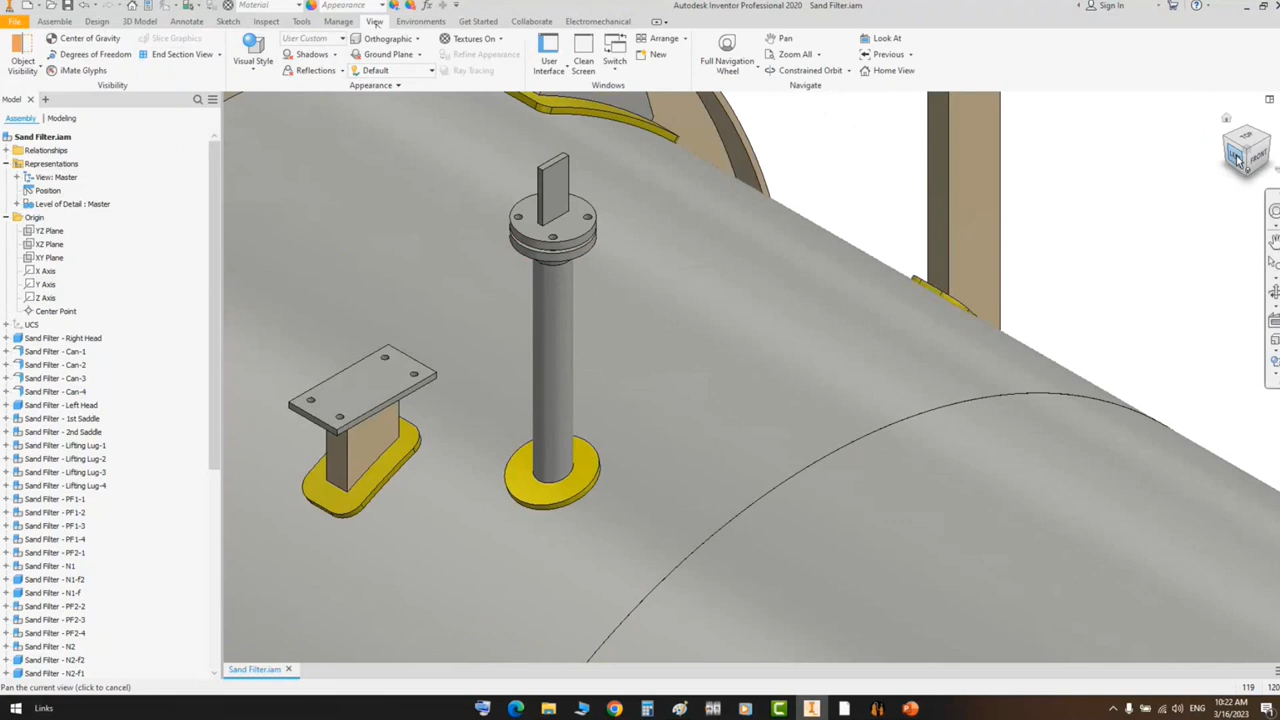 Material
Appearance
Autodesk Inventor Professional 2020 Sand Filter.iam
Sign In
File Assemble Design 3D Model Annotate Sketch Inspect Tools Manage View Environments Get Started Collaborate Electromechanical
Object Visibility
Center of Gravity
Degrees of Freedom
iMate Glyphs
Slice Graphics
End Section View
Visibility
Visual Style
User Custom
Shadows
Reflections
Orthographic
Ground Plane
Default
Textures On
Refine Appearance
Ray Tracing
Appearance
User Interface
Clean Screen
Switch
Arrange
New
Windows
Full Navigation Wheel
Pan
Zoom All
Constrained Orbit
Look At
Previous
Home View
Navigate
Model
Assembly Modeling
Sand Filter.iam
Relationships
Representations
View: Master
Position
Level of Detail : Master
Origin
YZ Plane
XZ Plane
XY Plane
X Axis
Y Axis
Z Axis
Center Point
UCS
Sand Filter - Right Head
Sand Filter - Can-1
Sand Filter - Can-2
Sand Filter - Can-3
Sand Filter - Can-4
Sand Filter - Left Head
Sand Filter - 1st Saddle
Sand Filter - 2nd Saddle
Sand Filter - Lifting Lug-1
Sand Filter - Lifting Lug-2
Sand Filter - Lifting Lug-3
Sand Filter - Lifting Lug-4
Sand Filter - PF1-1
Sand Filter - PF1-2
Sand Filter - PF1-3
Sand Filter - PF1-4
Sand Filter - PF2-1
Sand Filter - N1
Sand Filter - N1-f2
Sand Filter - N1-f
Sand Filter - PF2-2
Sand Filter - PF2-3
Sand Filter - PF2-4
Sand Filter - N2
Sand Filter - N2-f2
Sand Filter - N2-f1
TOP
FRONT
Sand Filter.iam
Pan the current view (click to cancel)
119 120
Links
10:22 AM
3/16/2023